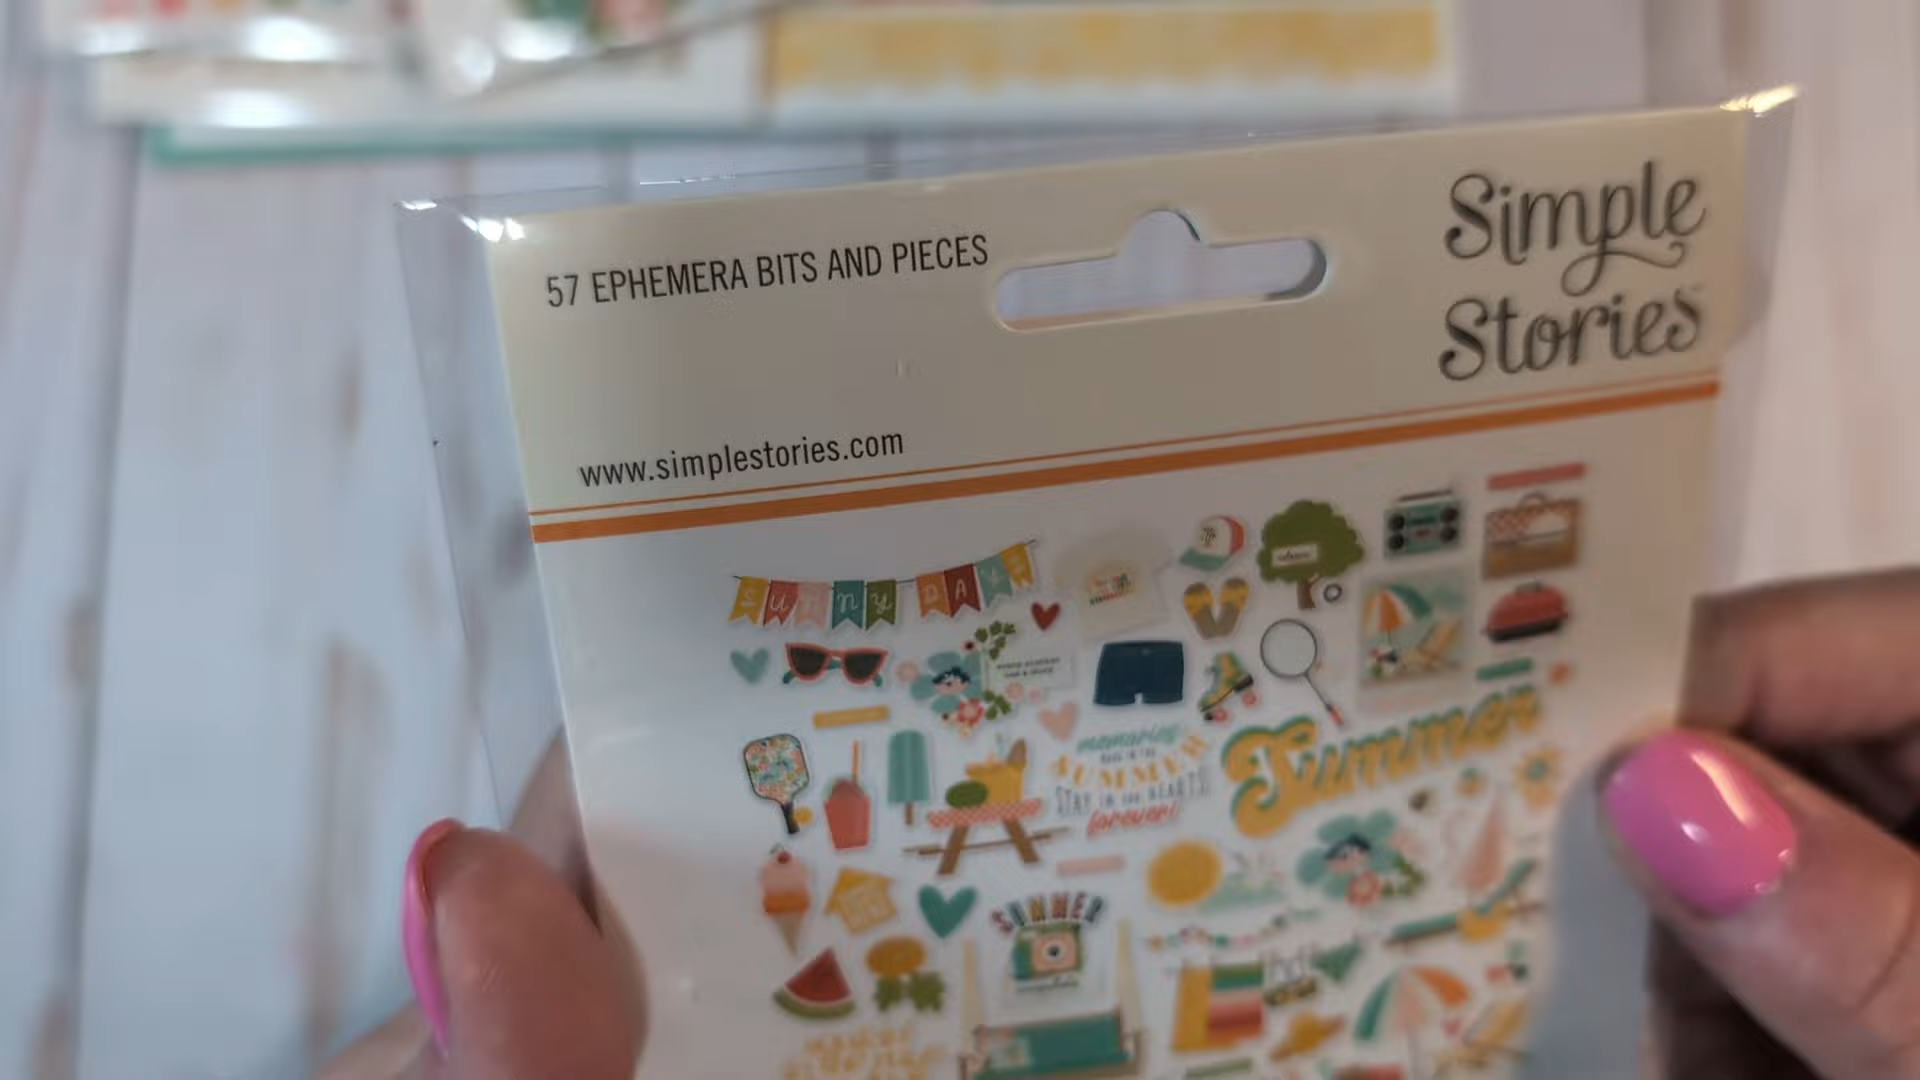 57 EPHEMERA BITS AND PIECES
Simple
Stories
www.simplestories.com
SUNNY DAYS
memories
SUMMER
STAY IN THE HEARTS
forever!
Summer
SUMMER